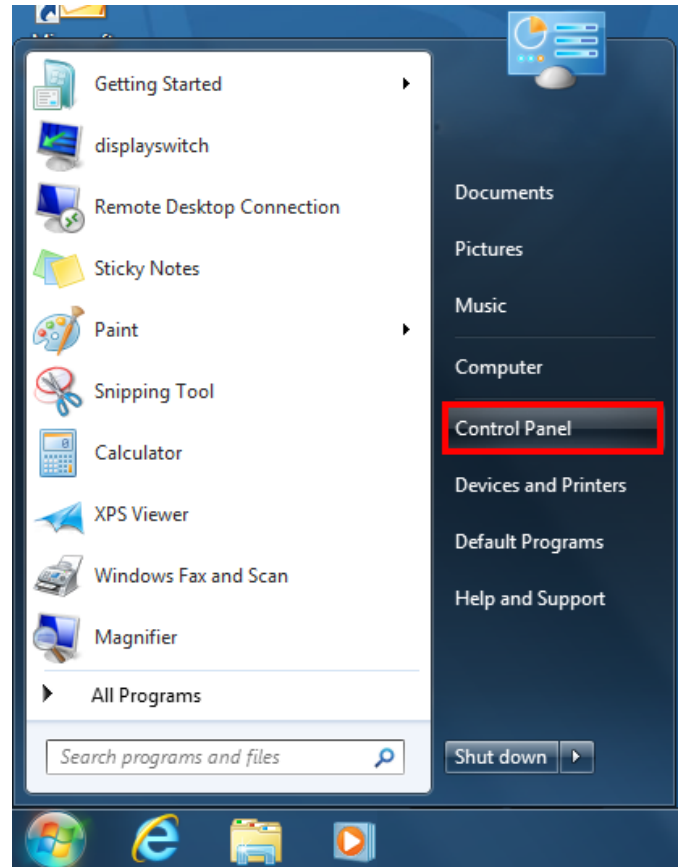 Getting Started
displayswitch
Remote Desktop Connection
Sticky Notes
Paint
Snipping Tool
Calculator
XPS Viewer
Windows Fax and Scan
Magnifier
All Programs
Search programs and files
Documents
Pictures
Music
Computer
Control Panel
Devices and Printers
Default Programs
Help and Support
Shut down